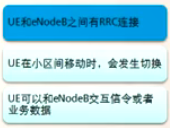 UE和eNodeB之间有RRC连接
UE在小区间移动时，会发生切换
UE可以和eNodeB交互信令或者
业务数据